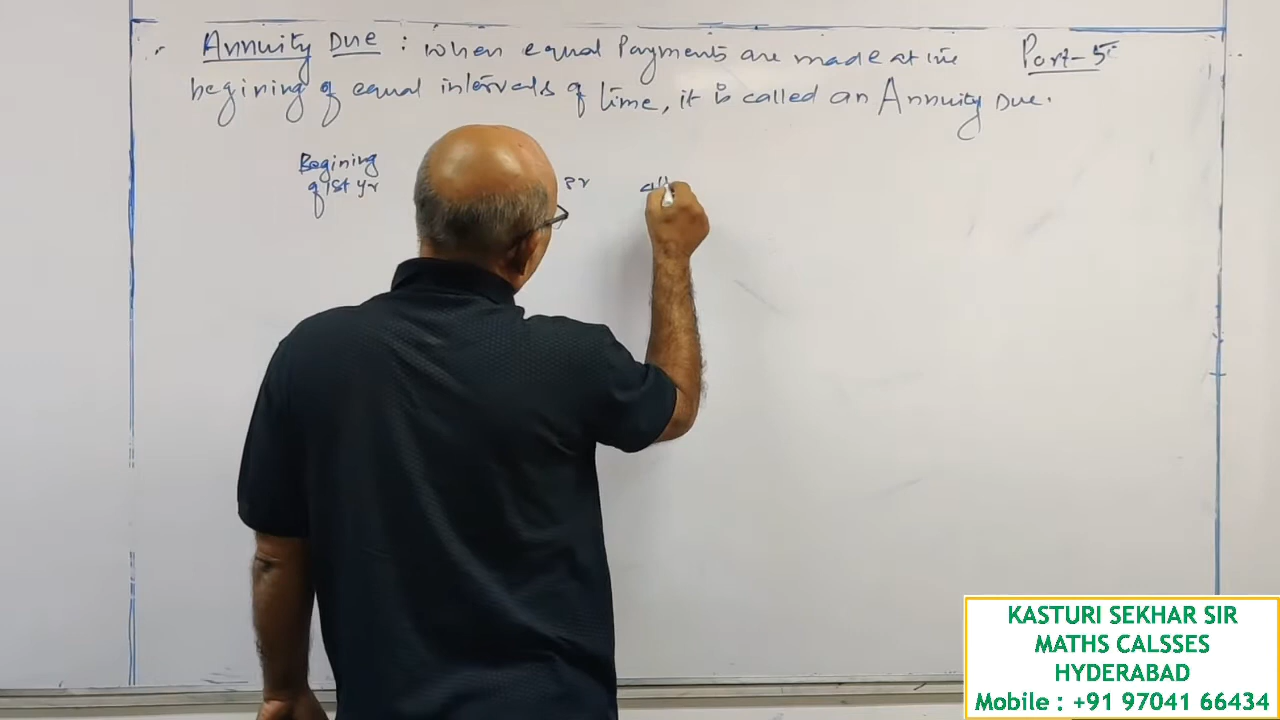 Annuity Due : When equal Payments are made at the Part-5
begining of equal intervals of time, it is called an Annuity Due.
Begining
of 1st yr
KASTURI SEKHAR SIR
MATHS CALSSES
HYDERABAD
Mobile : +91 97041 66434